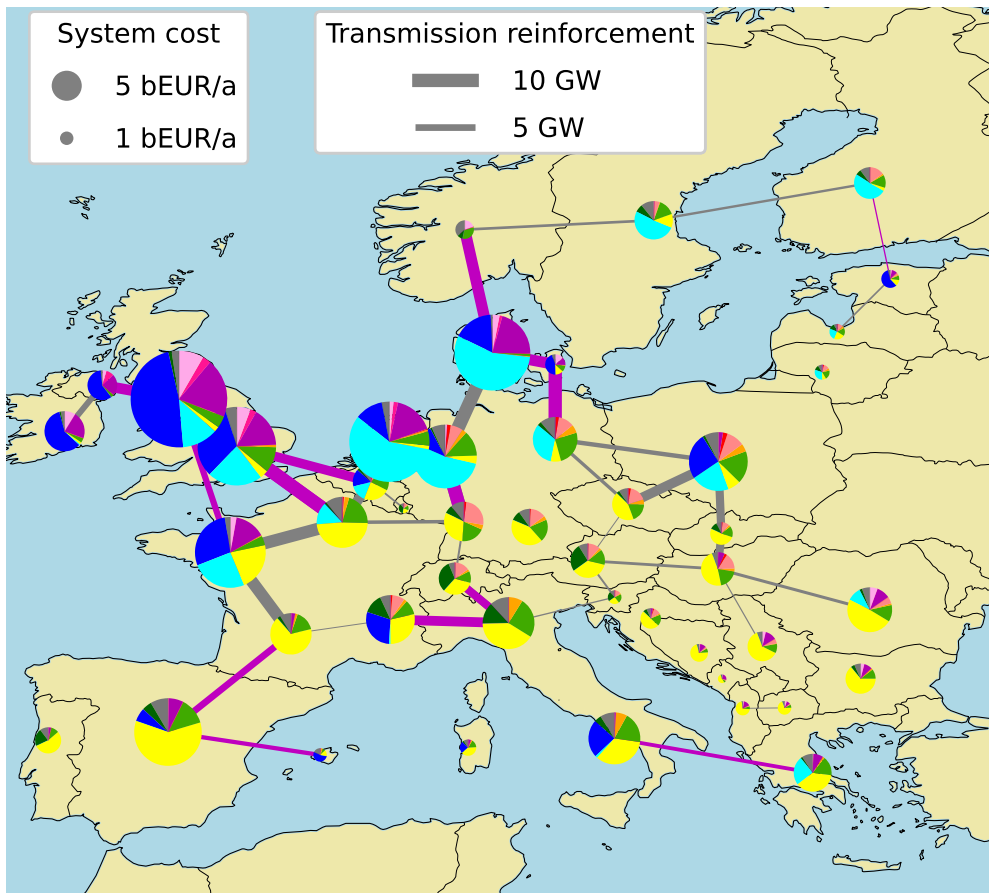 System cost
5 bEUR/a
1 bEUR/a
Transmission reinforcement
10 GW
5 GW